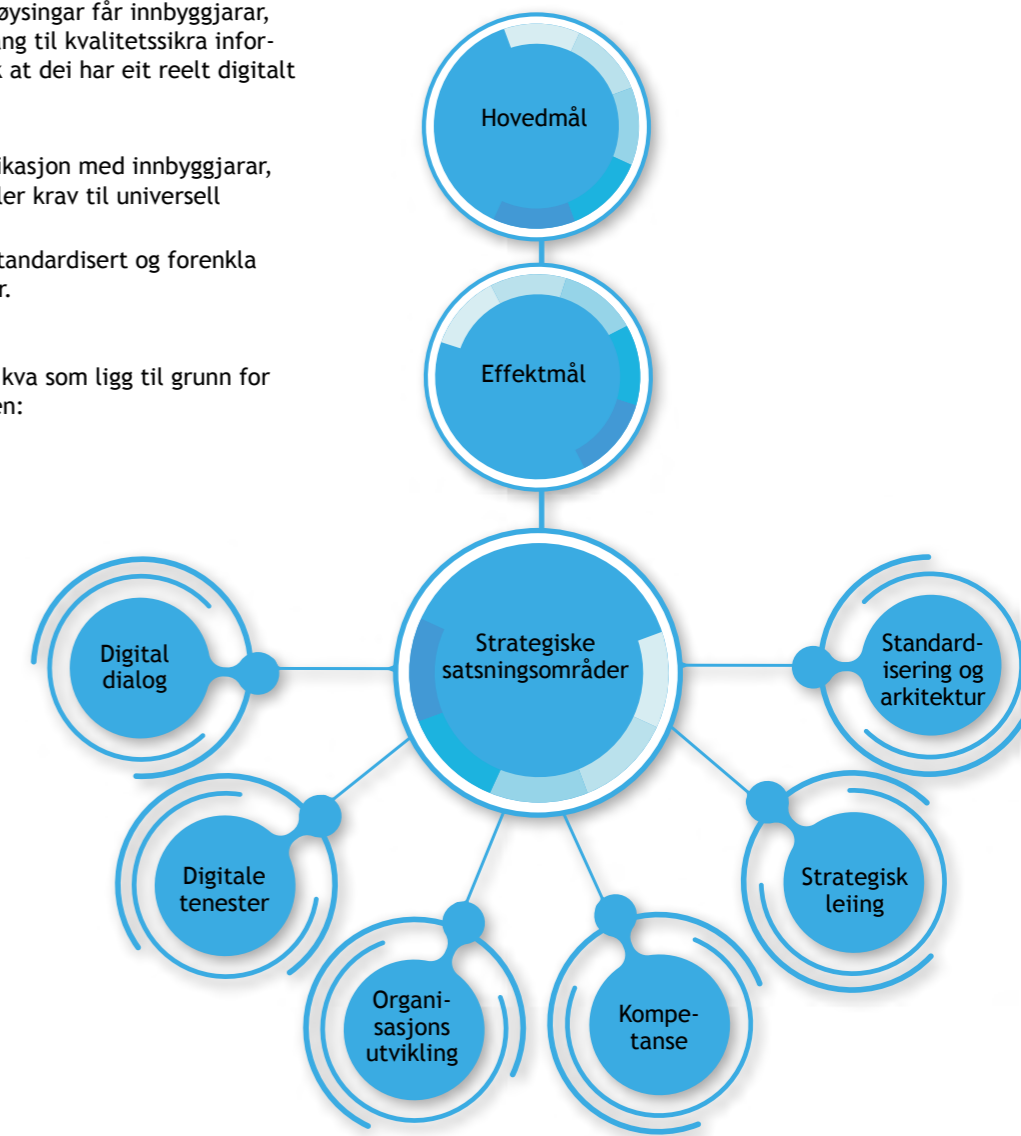 øysingar får innbyggjarar,
ang til kvalitetssikra infor-
k at dei har eit reelt digitalt
ikasjon med innbyggjarar,
ler krav til universell
tandardisert og forenkla
r.
kva som ligg til grunn for
en:
Hovedmål
Effektmål
Strategiske
satsningsområder
Digital
dialog
Digitale
tenester
Organi-
sasjons
utvikling
Kompe-
tanse
Strategisk
leiing
Standard-
isering og
arkitektur